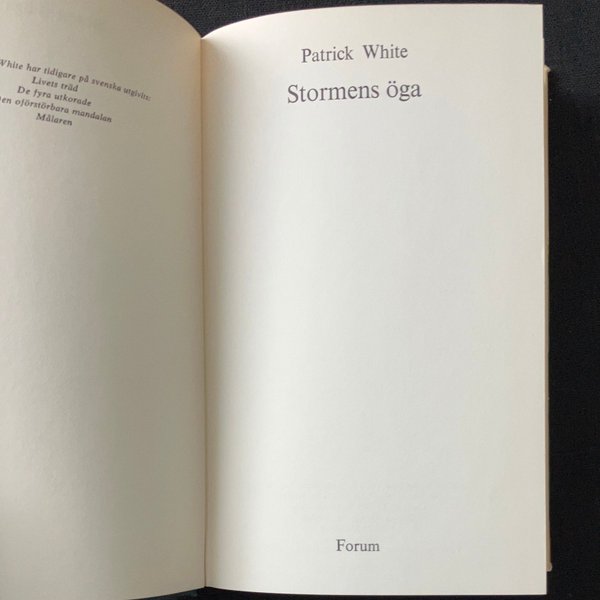 White har tidigare på svenska utgivits:
Livets träd
De fyra utkorade
en oförstörbara mandalan
Målaren
Patrick White
Stormens öga
Forum